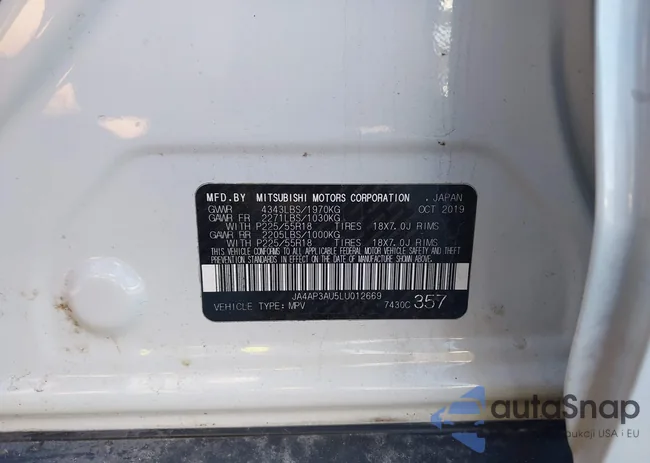 MFD.BY MITSUBISHI MOTORS CORPORATION .JAPAN
GVWR 4343LBS/1970KG OCT 2019
GAWR FR 2271LBS/1030KG
WITH P225/55R18 TIRES 18X7.0J RIMS
GAWR RR 2205LBS/1000KG
WITH P225/55R18 TIRES 18X7.0J RIMS
THIS VEHICLE CONFORMS TO ALL APPLICABLE FEDERAL MOTOR VEHICLE SAFETY
AND THEFT PREVENTION STANDARDS IN EFFECT ON THE DATE OF MANUFACTURE SHOWN ABOVE.
JA4AP3AU5LU012669
VEHICLE TYPE: MPV 7430C 357
autoSnap
aukaji USA i EU